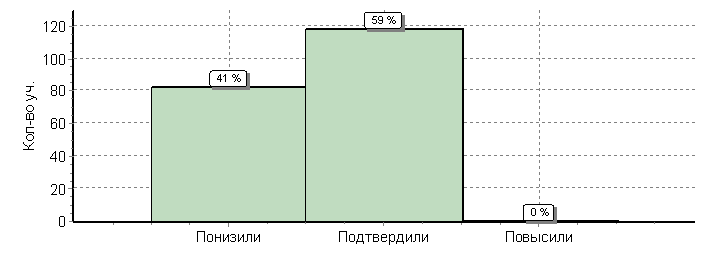 Кол-во уч.
120
100
80
60
40
20
0
41 %
59 %
0 %
Понизили
Подтвердили
Повысили